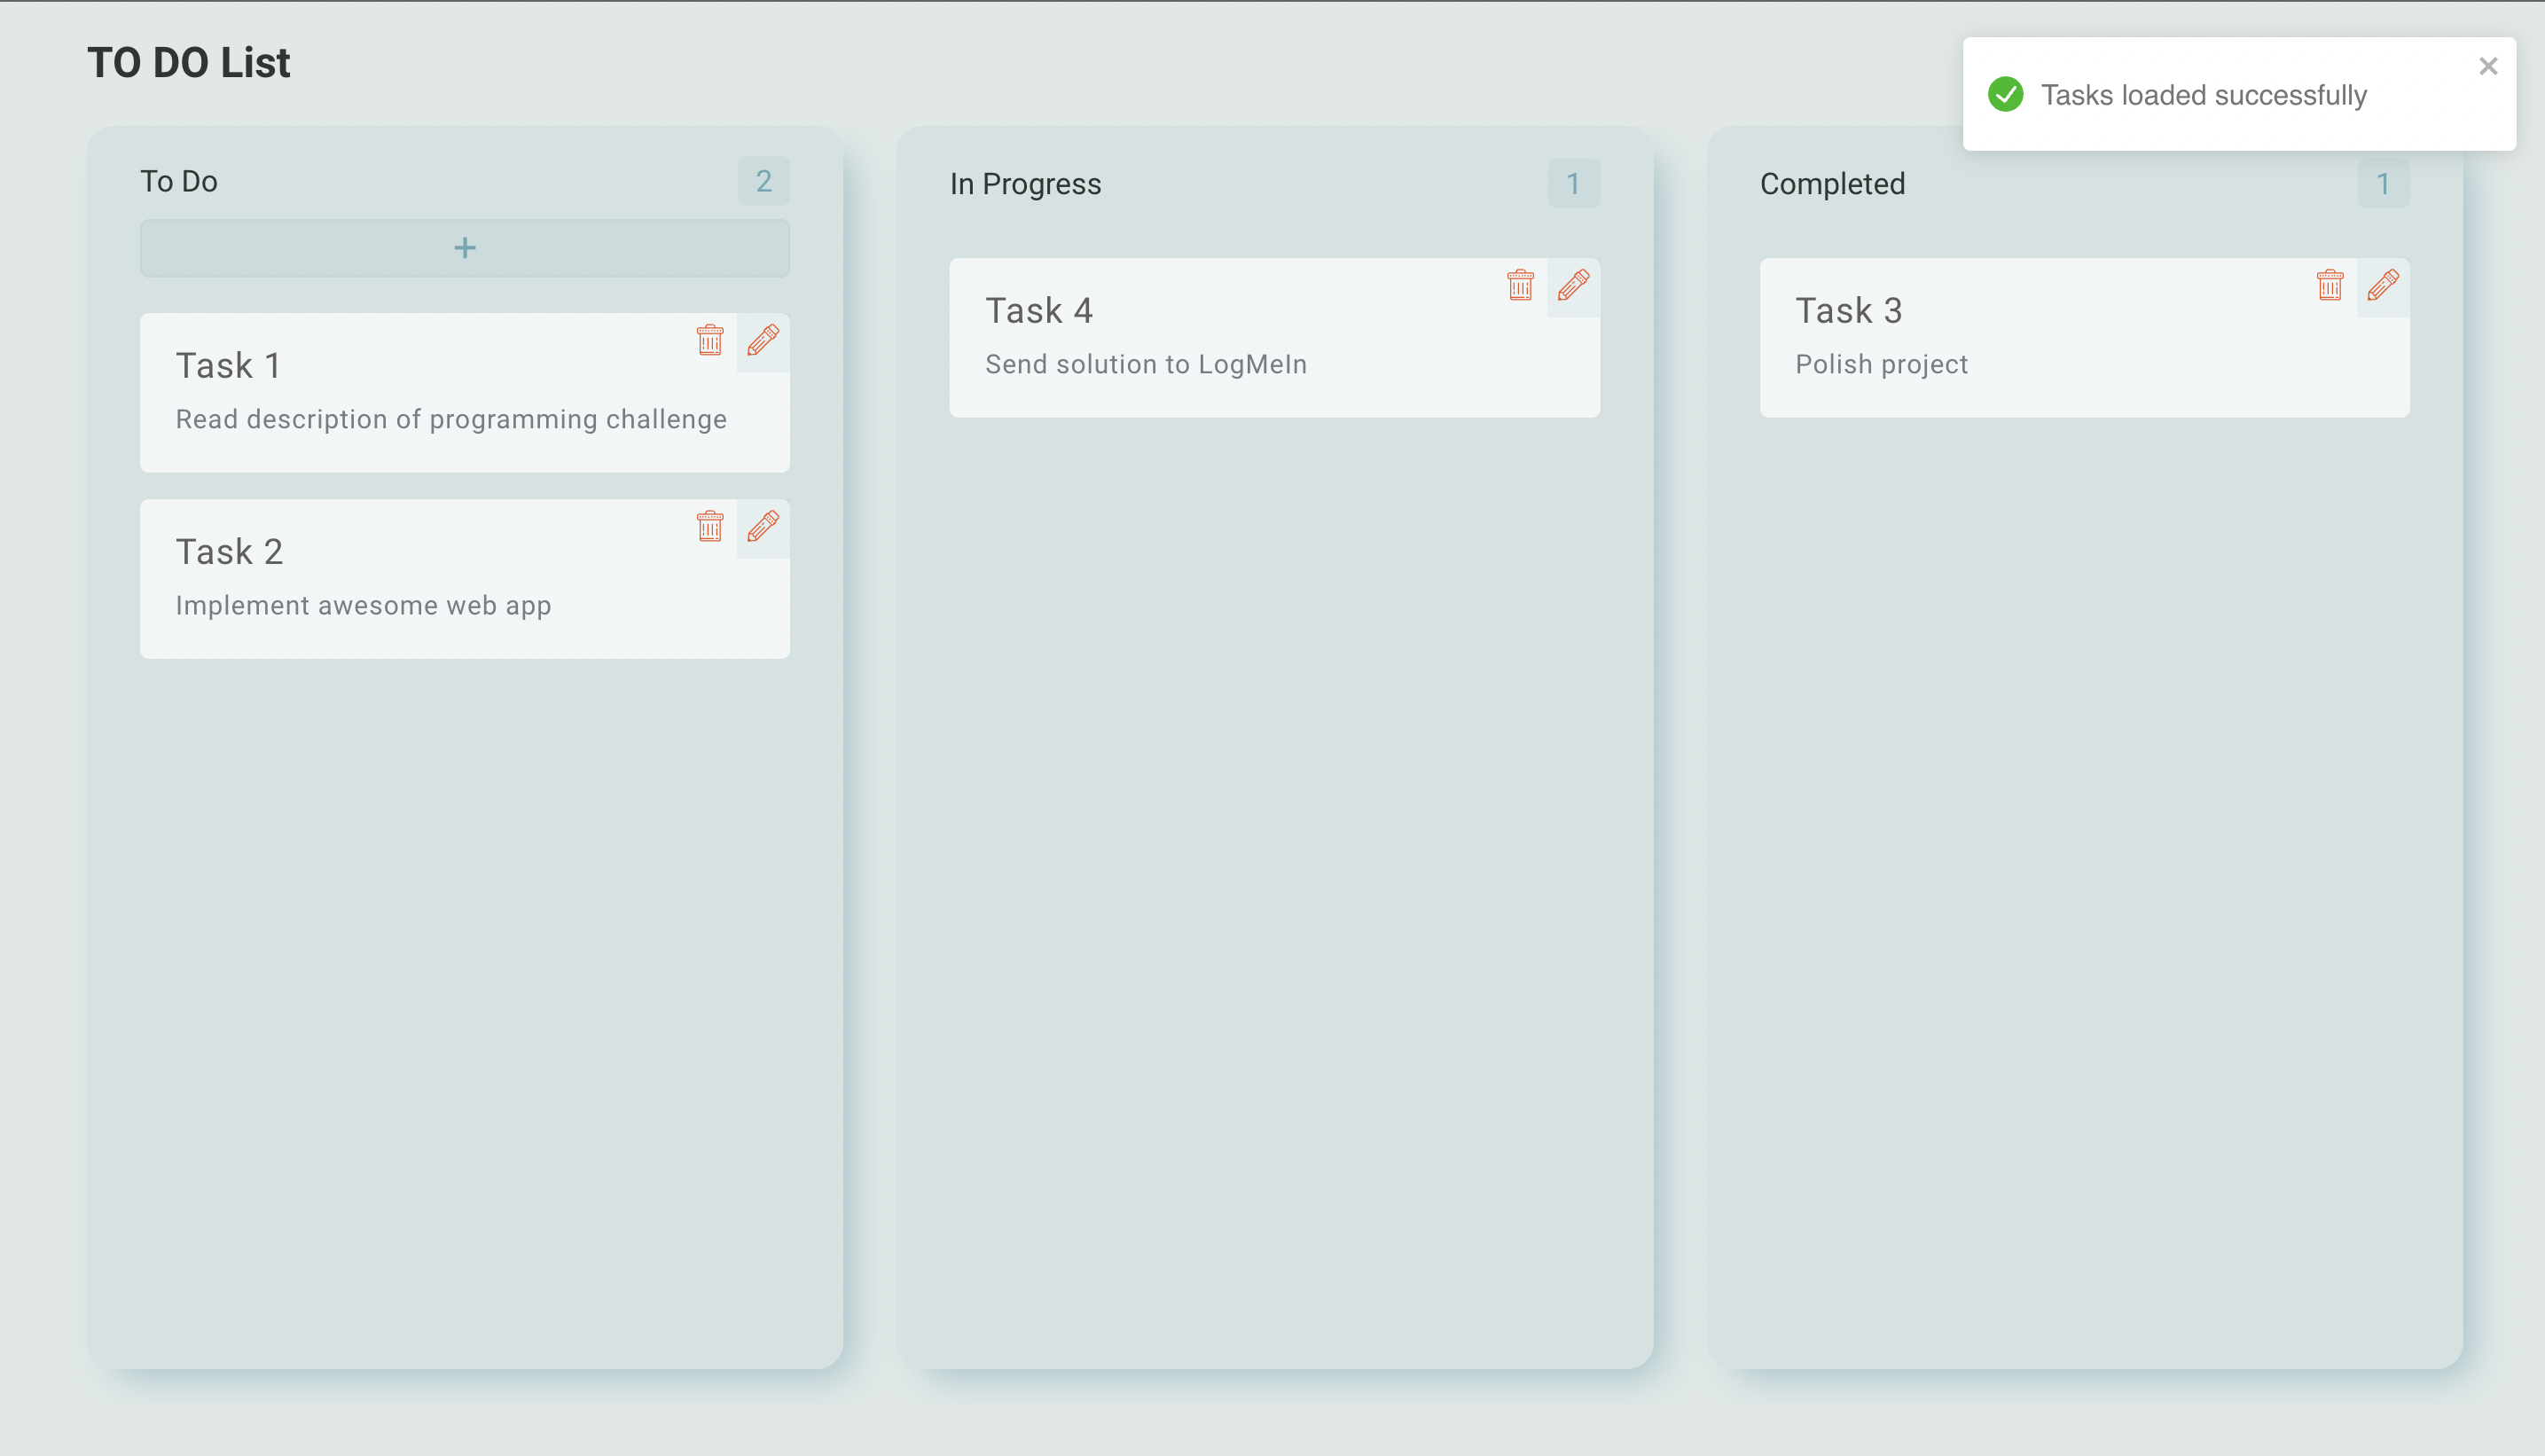 TO DO List
Tasks loaded successfully
To Do
2
+
Task 1
Read description of programming challenge
Task 2
Implement awesome web app
In Progress
1
Task 4
Send solution to LogMeIn
Completed
1
Task 3
Polish project